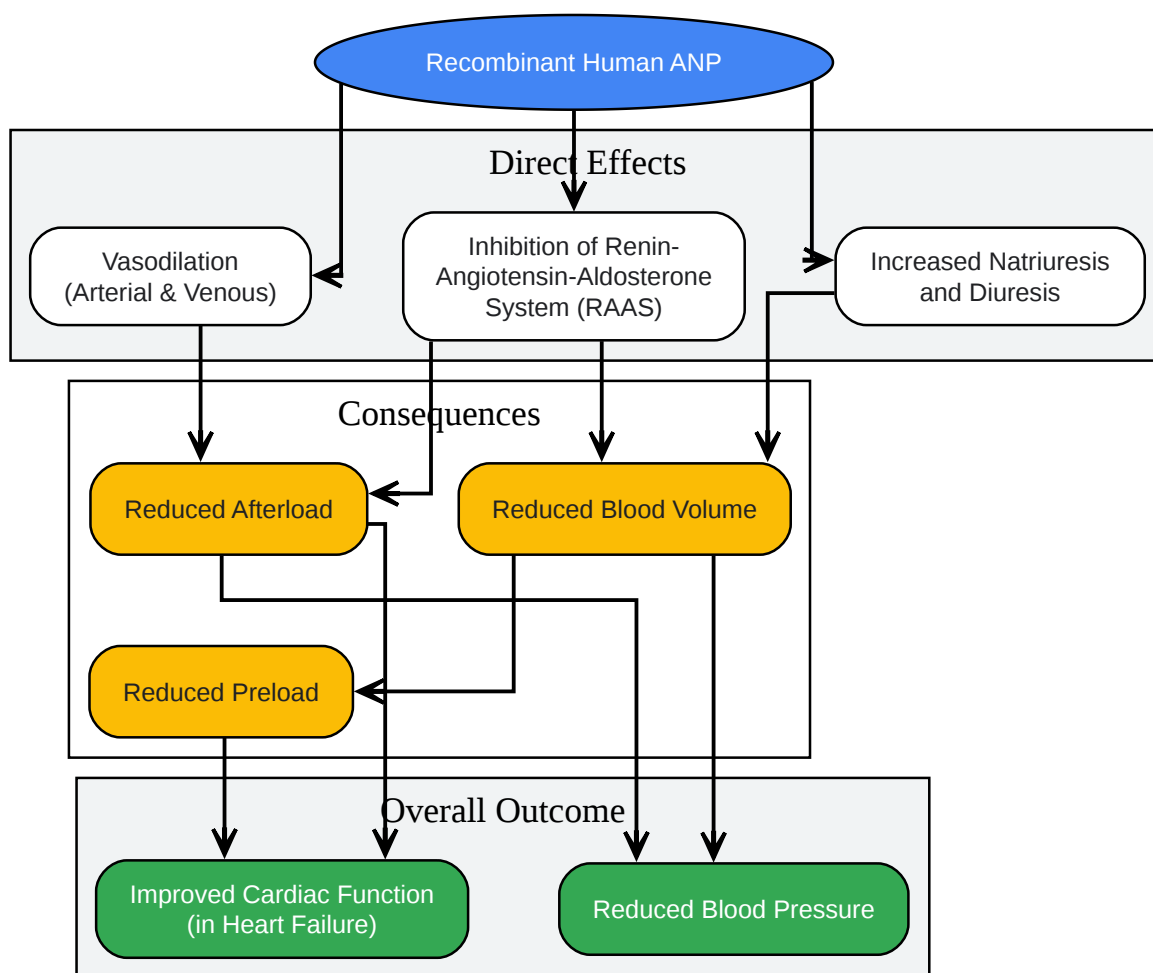 Recombinant Human ANP
Direct Effects
Vasodilation
(Arterial & Venous)
Inhibition of Renin-
Angiotensin-Aldosterone
System (RAAS)
Increased Natriuresis
and Diuresis
Consequences
Reduced Afterload
Reduced Blood Volume
Reduced Preload
Overall Outcome
Improved Cardiac Function
(in Heart Failure)
Reduced Blood Pressure